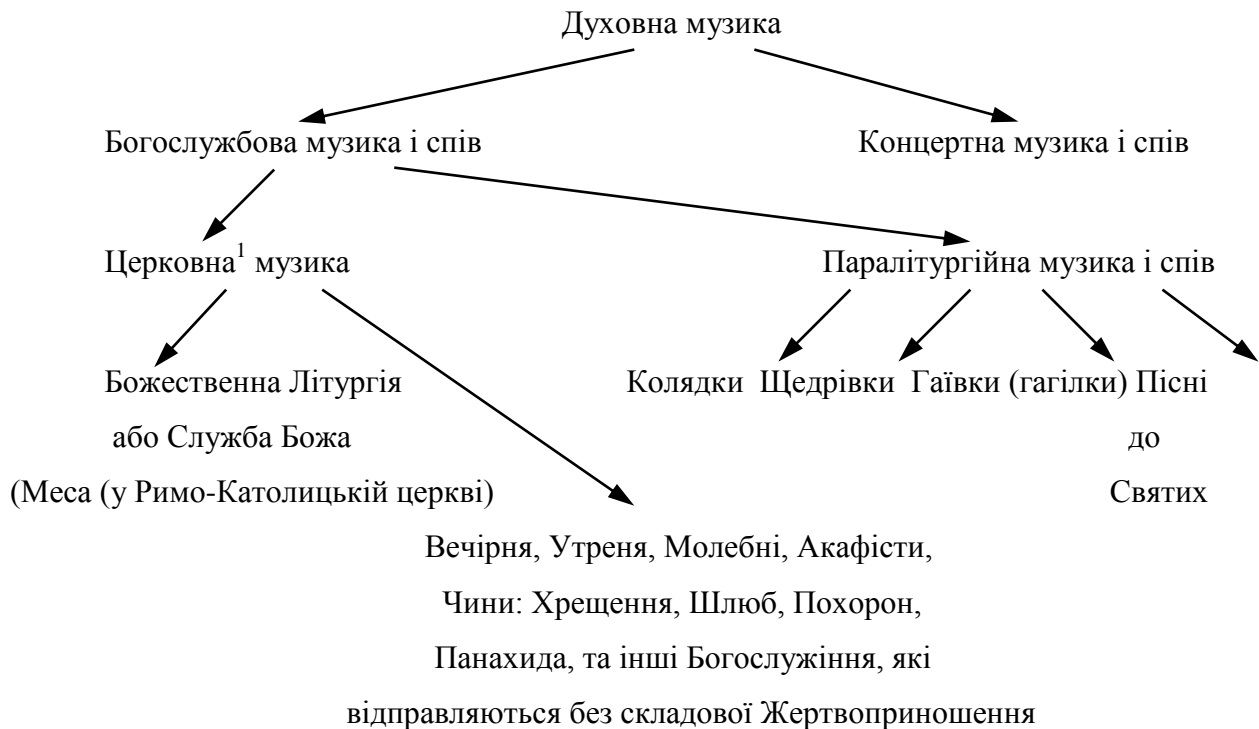 Духовна музика
Богослужбова музика і спів
Концертна музика і спів
Церковна¹ музика
Паралітургійна музика і спів
Божественна Літургія
або Служба Божа
(Меса (у Римо-Католицькій церкві)
Колядки Щедрівки Гаївки (гагілки) Пісні
до
Святих
Вечірня, Утреня, Молебні, Акафісти,
Чини: Хрещення, Шлюб, Похорон,
Панахида, та інші Богослужіння, які
відправляються без складової Жертвоприношення